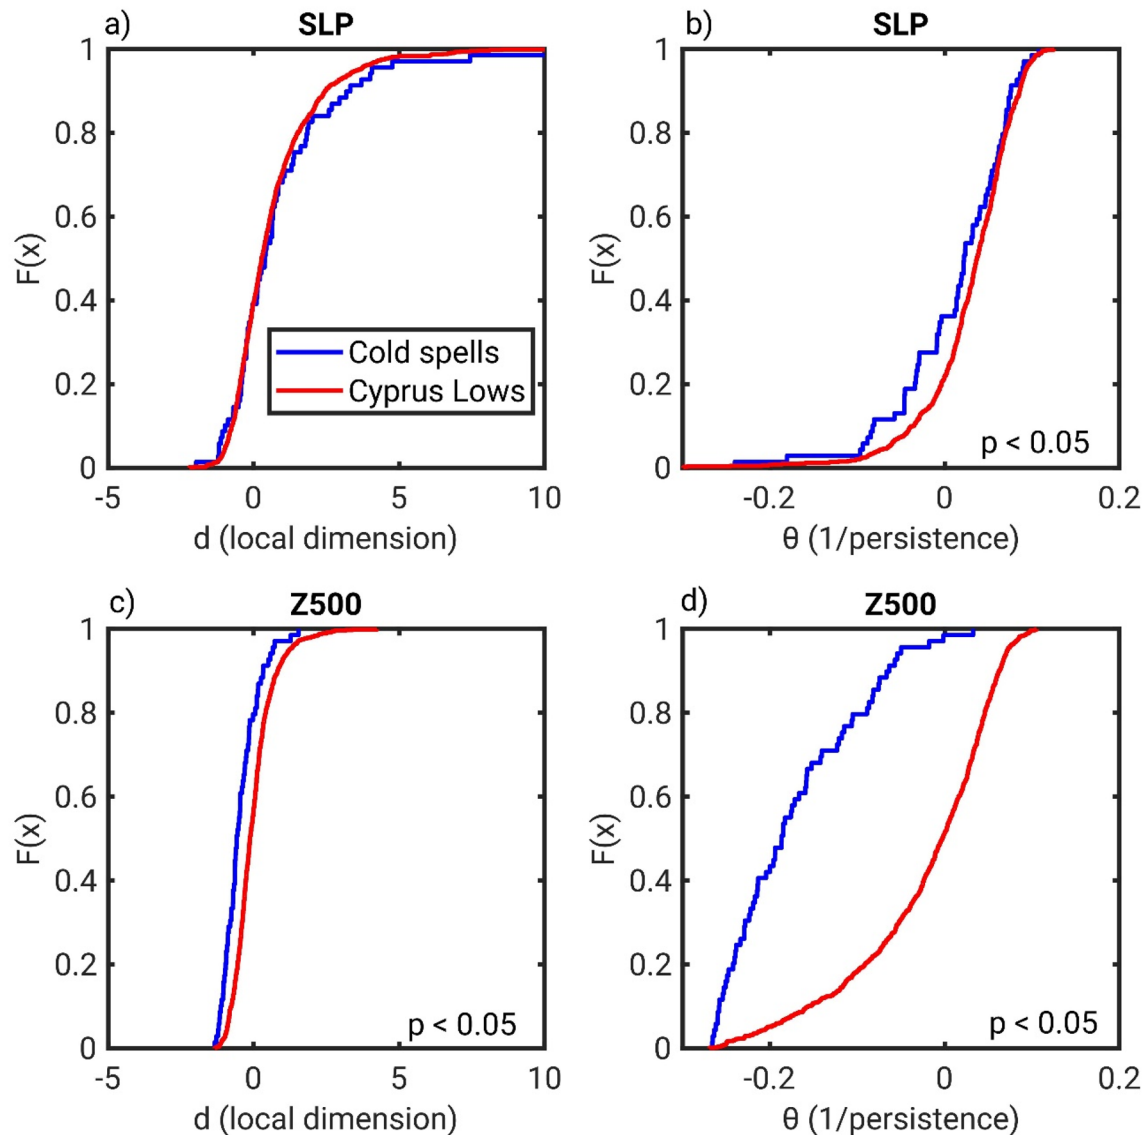 a)
SLP
1
0.8
0.6
0.4
0.2
0
F(x)
Cold spells
Cyprus Lows
-5
0
5
10
d (local dimension)
b)
SLP
1
0.8
0.6
0.4
0.2
0
F(x)
p < 0.05
-0.2
0
0.2
θ (1/persistence)
c)
Z500
1
0.8
0.6
0.4
0.2
0
F(x)
p < 0.05
-5
0
5
10
d (local dimension)
d)
Z500
1
0.8
0.6
0.4
0.2
0
F(x)
p < 0.05
-0.2
0
0.2
θ (1/persistence)